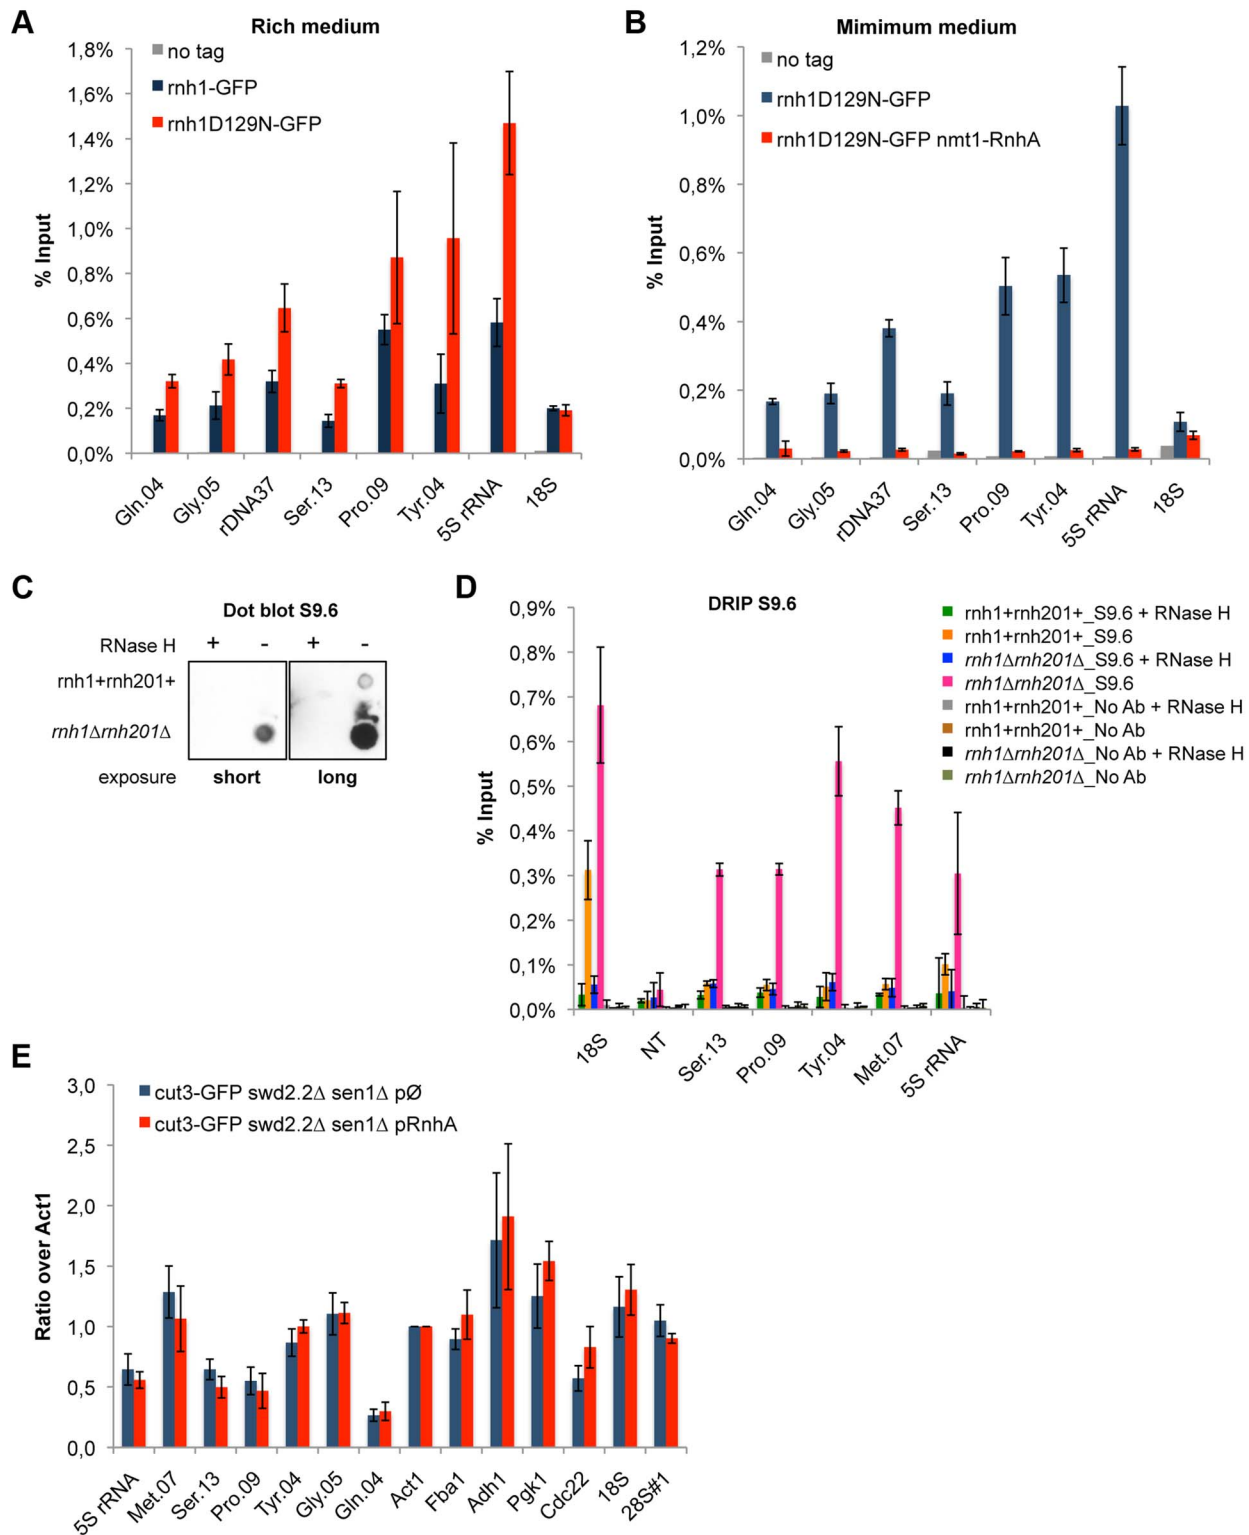 A
Rich medium
1,8%
1,6%
1,4%
1,2%
1,0%
0,8%
0,6%
0,4%
0,2%
0,0%
% Input
no tag
rnh1-GFP
rnh1D129N-GFP
Gln.04
Gly.05
rDNA37
Ser.13
Pro.09
Tyr.04
5S rRNA
18S
B
Mimimum medium
1,2%
1,0%
0,8%
0,6%
0,4%
0,2%
0,0%
% Input
no tag
rnh1D129N-GFP
rnh1D129N-GFP nmt1-RnhA
Gln.04
Gly.05
rDNA37
Ser.13
Pro.09
Tyr.04
5S rRNA
18S
C
Dot blot S9.6
RNase H + - + -
rnh1+rnh201+
rnh1Δrnh201Δ
exposure short long
D
DRIP S9.6
0,9%
0,8%
0,7%
0,6%
0,5%
0,4%
0,3%
0,2%
0,1%
0,0%
% Input
rnh1+rnh201+_S9.6 + RNase H
rnh1+rnh201+_S9.6
rnh1Δrnh201Δ_S9.6 + RNase H
rnh1Δrnh201Δ_S9.6
rnh1+rnh201+_No Ab + RNase H
rnh1+rnh201+_No Ab
rnh1Δrnh201Δ_No Ab + RNase H
rnh1Δrnh201Δ_No Ab
18S
NT
Ser.13
Pro.09
Tyr.04
Met.07
5S rRNA
E
3,0
2,5
2,0
1,5
1,0
0,5
0,0
Ratio over Act1
cut3-GFP swd2.2Δ sen1Δ pØ
cut3-GFP swd2.2Δ sen1Δ pRnhA
5S rRNA
Met.07
Ser.13
Pro.09
Tyr.04
Gly.05
Gln.04
Act1
Fba1
Adh1
Pgk1
Cdc22
18S
28S#1